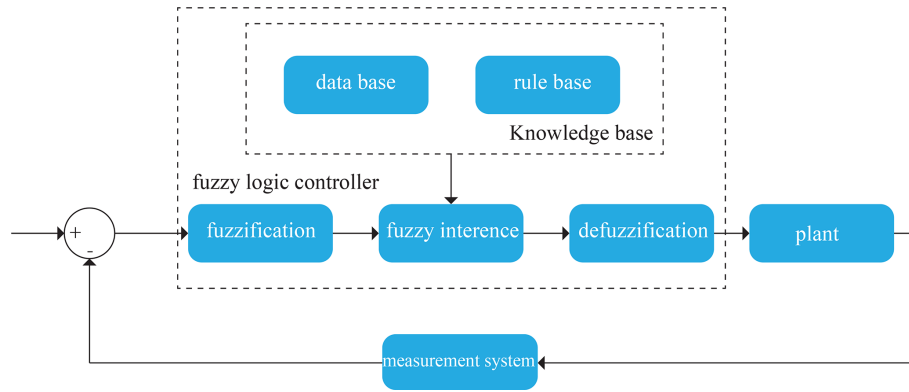 data base
rule base
Knowledge base
fuzzy logic controller
+
-
fuzzification
fuzzy interence
defuzzification
plant
measurement system